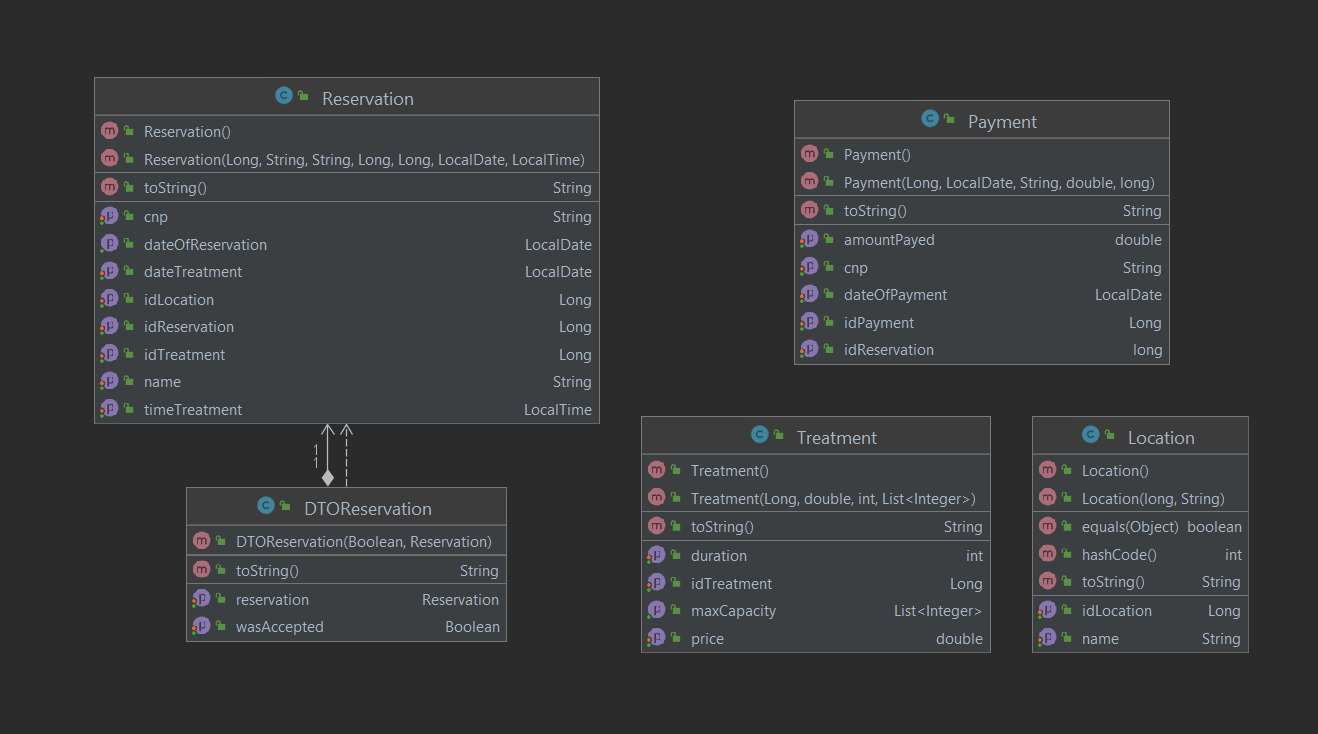 Reservation
Reservation()
Reservation(Long, String, String, Long, Long, LocalDate, LocalTime)
toString() String
cnp String
dateOfReservation LocalDate
dateTreatment LocalDate
idLocation Long
idReservation Long
idTreatment Long
name String
timeTreatment LocalTime
1
1
DTOReservation
DTOReservation(Boolean, Reservation)
toString() String
reservation Reservation
wasAccepted Boolean
Payment
Payment()
Payment(Long, LocalDate, String, double, long)
toString() String
amountPayed double
cnp String
dateOfPayment LocalDate
idPayment Long
idReservation long
Treatment
Treatment()
Treatment(Long, double, int, List<Integer>)
toString() String
duration int
idTreatment Long
maxCapacity List<Integer>
price double
Location
Location()
Location(long, String)
equals(Object) boolean
hashCode() int
toString() String
idLocation Long
name String